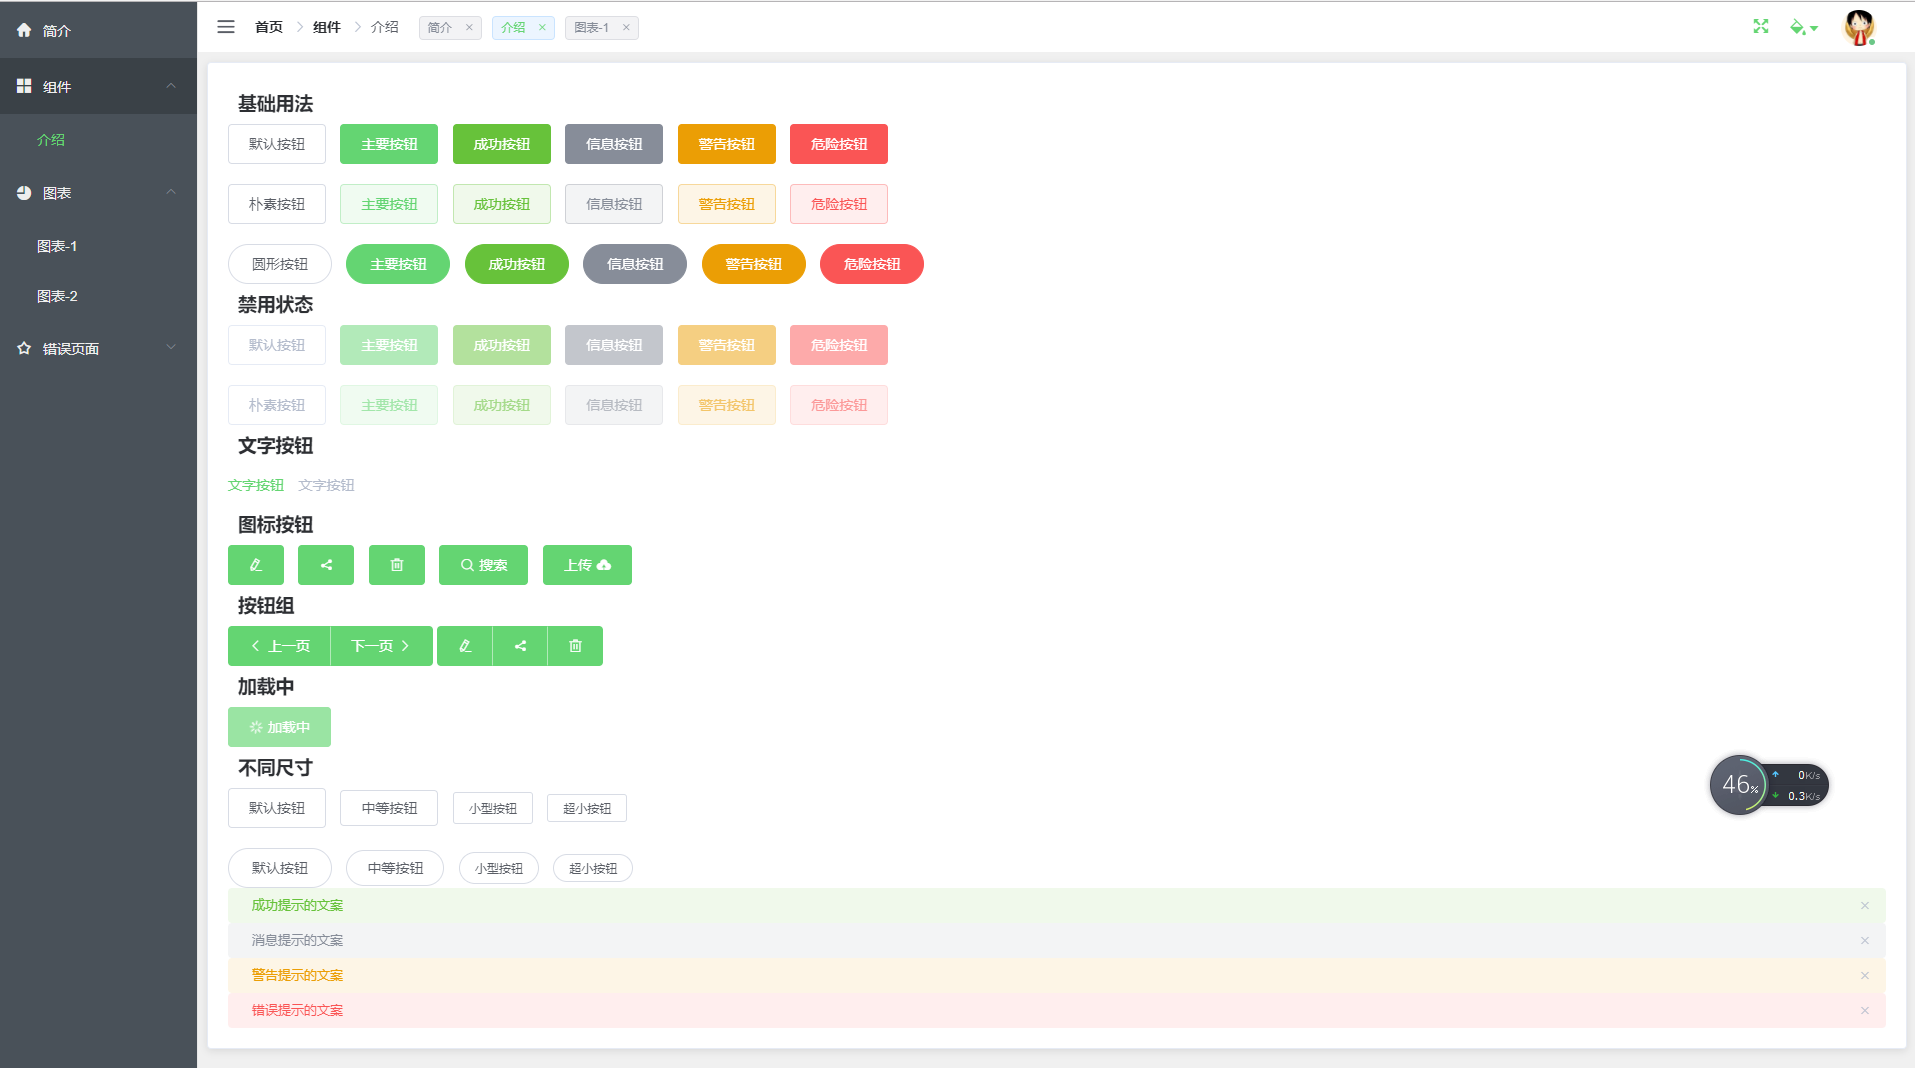 简介
组件
介绍
图表
图表-1
图表-2
错误页面
首页 组件 介绍 简介 介绍 图表-1
基础用法
默认按钮 主要按钮 成功按钮 信息按钮 警告按钮 危险按钮
朴素按钮 主要按钮 成功按钮 信息按钮 警告按钮 危险按钮
圆形按钮 主要按钮 成功按钮 信息按钮 警告按钮 危险按钮
禁用状态
默认按钮 主要按钮 成功按钮 信息按钮 警告按钮 危险按钮
朴素按钮 主要按钮 成功按钮 信息按钮 警告按钮 危险按钮
文字按钮
文字按钮 文字按钮
图标按钮
搜索 上传
按钮组
上一页 下一页
加载中
加载中
不同尺寸
默认按钮 中等按钮 小型按钮 超小按钮
默认按钮 中等按钮 小型按钮 超小按钮
成功提示的文案
消息提示的文案
警告提示的文案
错误提示的文案
46%
0K/s
0.3K/s